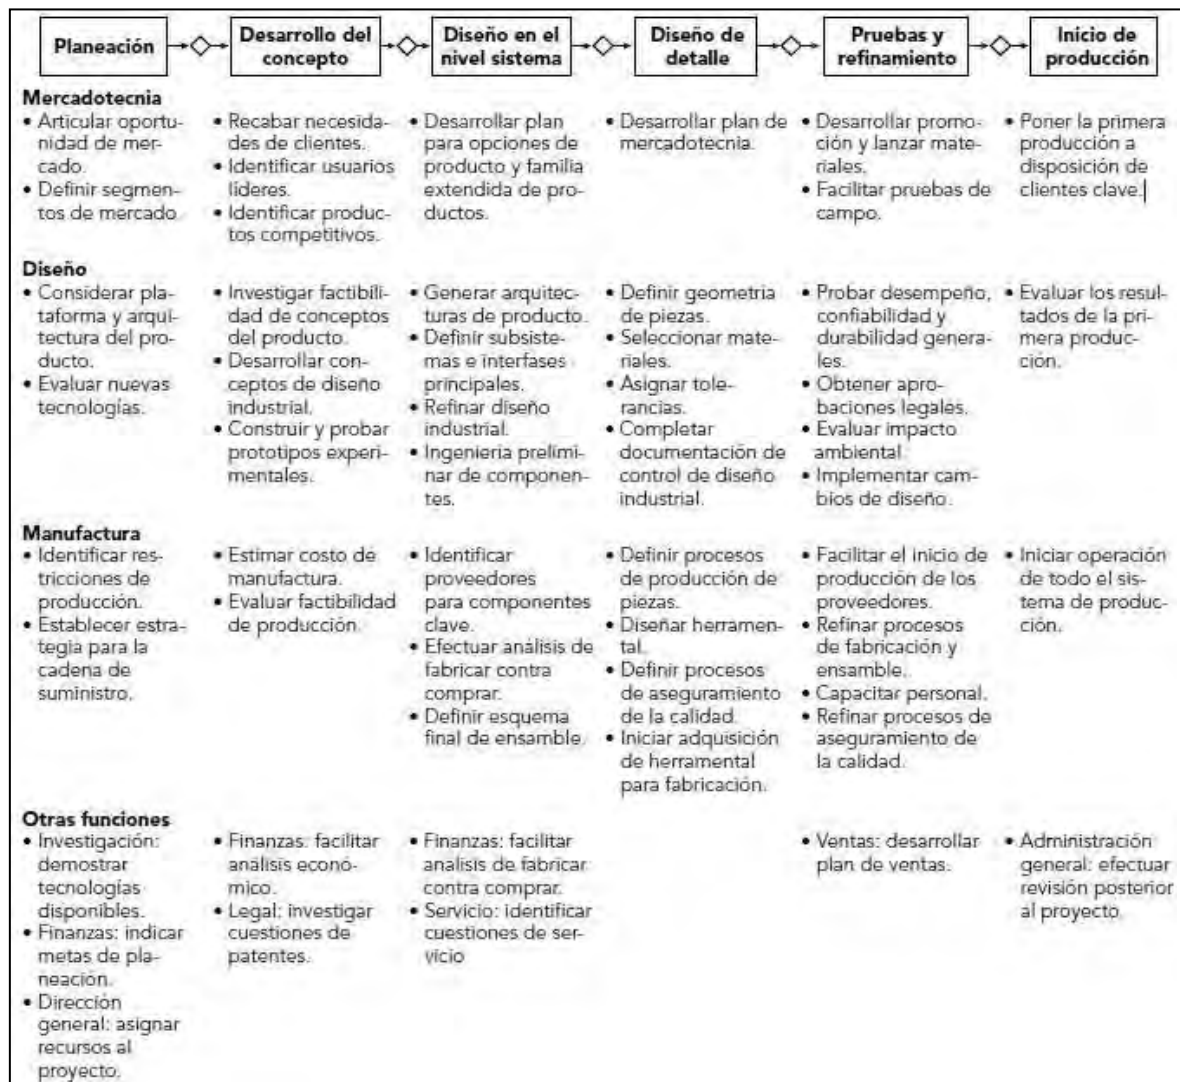 Planeación
Desarrollo del
concepto
Diseño en el
nivel sistema
Diseño de
detalle
Pruebas y
refinamiento
Inicio de
producción
Mercadotecnia
• Articular oportu-
nidad de mer-
cado.
• Definir segmen-
tos de mercado
• Recabar necesida-
des de clientes.
• Identificar usuarios
líderes.
• Identificar produc-
tos competitivos.
• Desarrollar plan
para opciones de
producto y familia
extendida de pro-
ductos.
• Desarrollar plan de
mercadotecnia.
• Desarrollar promo-
ción y lanzar mate-
riales.
• Facilitar pruebas de
campo.
• Poner la primera
producción a
disposición de
clientes clave.
Diseño
• Considerar pla-
taforma y arqui-
tectura del pro-
ducto.
• Evaluar nuevas
tecnologías.
• Investigar factibili-
dad de conceptos
del producto.
• Desarrollar con-
ceptos de diseño
industrial.
• Construir y probar
prototipos experi-
mentales.
• Generar arquitec-
turas de producto.
• Definir subsiste-
mas e interfases
principales.
• Refinar diseño
industrial.
• Ingeniería prelimi-
nar de componen-
tes.
• Definir geometría
de piezas.
• Seleccionar mate-
riales.
• Asignar tole-
rancias.
• Completar
documentación de
control de diseño
industrial.
• Probar desempeño,
confiabilidad y
durabilidad genera-
les.
• Obtener apro-
baciones legales.
• Evaluar impacto
ambiental
• Implementar cam-
bios de diseño.
• Evaluar los resul-
tados de la pri-
mera produc-
ción.
Manufactura
• Identificar res-
tricciones de
producción.
• Establecer estra-
tegia para la
cadena de
suministro.
• Estimar costo de
manufactura.
• Evaluar factibilidad
de producción.
• Identificar
proveedores
para componentes
clave.
• Efectuar análisis de
fabricar contra
comprar.
• Definir esquema
final de ensamble.
• Definir procesos
de producción de
piezas.
• Diseñar herramen-
tal.
• Definir procesos
de aseguramiento
de la calidad.
• Iniciar adquisición
de herramental
para fabricación.
• Facilitar el inicio de
producción de los
proveedores.
• Refinar procesos
de fabricación y
ensamble.
• Capacitar personal.
• Refinar procesos de
aseguramiento de
la calidad.
• Iniciar operación
de todo el sis-
tema de produc-
ción.
Otras funciones
• Investigación:
demostrar
tecnologías
disponibles.
• Finanzas: indicar
metas de pla-
neación.
• Dirección
general: asignar
recursos al
proyecto.
• Finanzas: facilitar
análisis econó-
mico.
• Legal: investigar
cuestiones de
patentes.
• Finanzas: facilitar
análisis de fabricar
contra comprar.
• Servicio: identificar
cuestiones de ser-
vicio
• Ventas: desarrollar
plan de ventas.
• Administración
general: efectuar
revisión posterior
al proyecto.